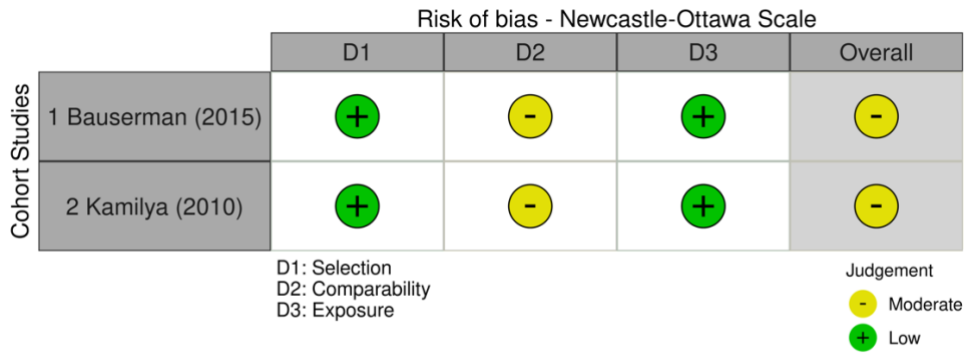 Risk of bias - Newcastle-Ottawa Scale
D1 D2 D3 Overall
Cohort Studies
1 Bauserman (2015) + - + -
2 Kamilya (2010) + - + -
D1: Selection
D2: Comparability
D3: Exposure
Judgement
- Moderate
+ Low